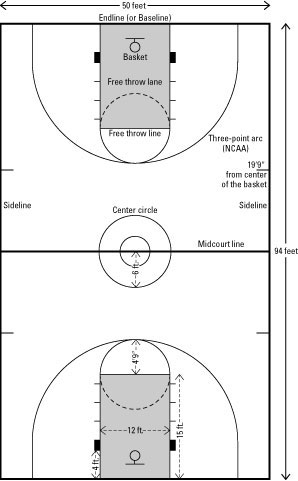 50 feet
Endline (or Baseline)
Basket
Free throw lane
Free throw line
Three-point arc
(NCAA)
19'9"
from center
of the basket
Sideline
Sideline
Center circle
Midcourt line
94 feet
6 ft.
4'9"
12 ft.
15 ft.
4 ft.